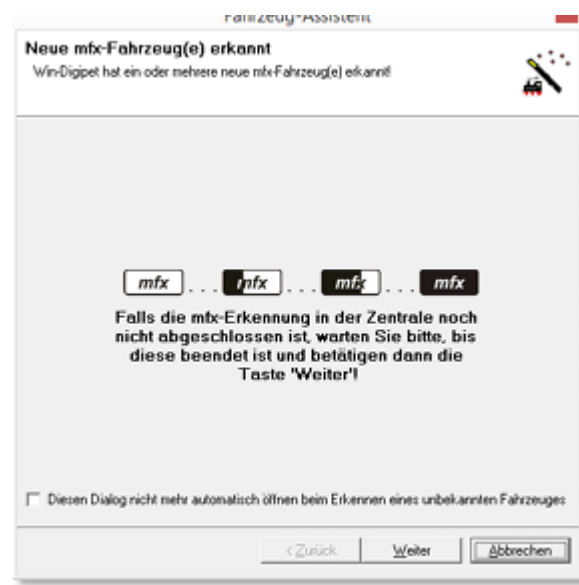 Fahrzeug-Assistent
Neue mfx-Fahrzeug(e) erkannt
Win-Digipet hat ein oder mehrere neue mfx-Fahrzeug(e) erkannt!
mfx ... mfx ... mfx ... mfx
Falls die mfx-Erkennung in der Zentrale noch
nicht abgeschlossen ist, warten Sie bitte, bis
diese beendet ist und betätigen dann die
Taste 'Weiter'!
Diesen Dialog nicht mehr automatisch öffnen beim Erkennen eines unbekannten Fahrzeuges
< Zurück
Weiter
Abbrechen